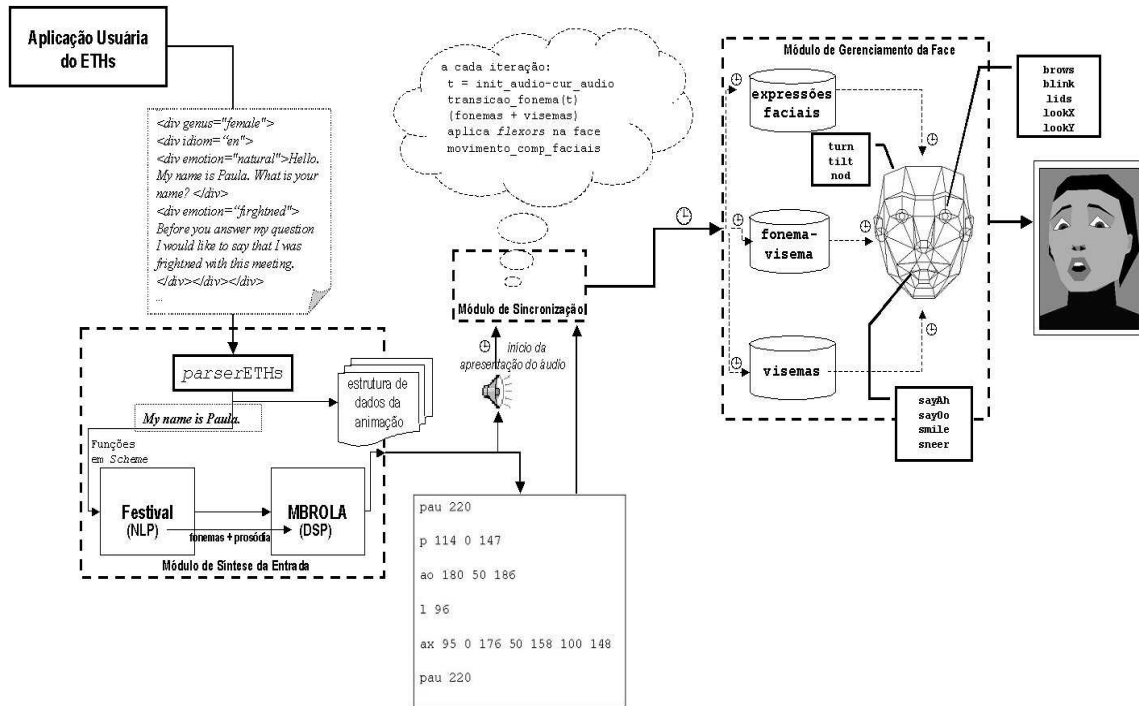 Aplicação Usuária
do ETHs
...
<div genus="female">
<div idiom="en">
<div emotion="natural">Hello.
My name is Paula. What is your
name? </div>
<div emotion="firghtned">
Before you answer my question
I would like to say that I was
frightned with this meeting.
</div></div></div>
...
parserETHs
My name is Paula.
estrutura de
dados da
animação
Funções
em Scheme
Festival
(NLP)
MBROLA
(DSP)
fonemas + prosódia
Módulo de Síntese da Entrada
a cada iteração:
t = init_audio-cur_audio
transicao_fonema(t)
(fonemas + visemas)
aplica flexors na face
movimento_comp_faciais
Módulo de Sincronização
início da
apresentação do áudio
pau 220
p 114 0 147
ao 180 50 186
l 96
ax 95 0 176 50 158 100 148
pau 220
Módulo de Gerenciamento da Face
expressões
faciais
fonema-
visema
visemas
turn
tilt
nod
brows
blink
lids
lookX
lookY
sayAh
sayOo
smile
sneer